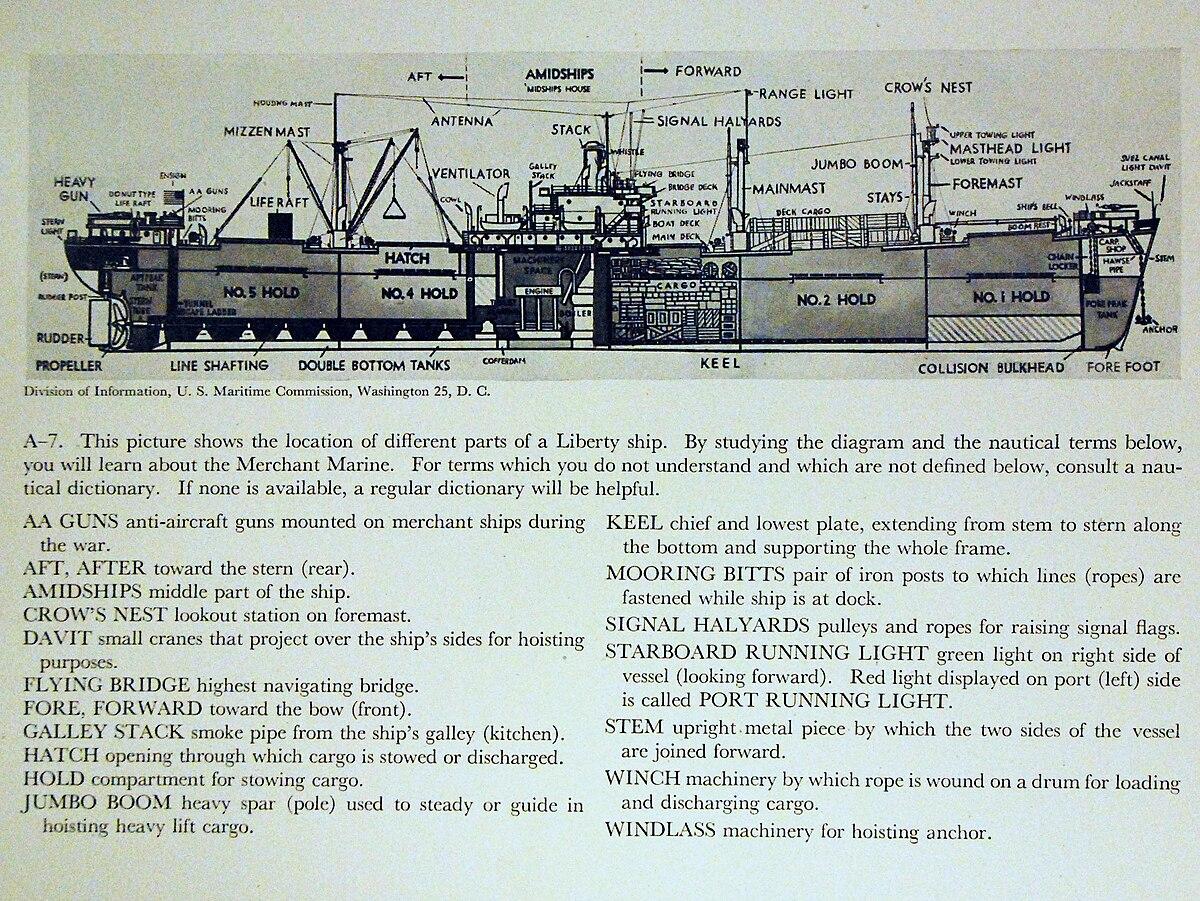 AFT
AMIDSHIPS
MIDSHIPS HOUSE
FORWARD
HOUSING MAST
ANTENNA
MIZZEN MAST
STACK
WHISTLE
SIGNAL HALYARDS
RANGE LIGHT
CROW'S NEST
UPPER TOWING LIGHT
MASTHEAD LIGHT
LOWER TOWING LIGHT
SUEZ CANAL
LIGHT DAVIT
JUMBO BOOM
HEAVY
GUN
DONUT TYPE
LIFE RAFT
ENSIGN
AA GUNS
MOORING
BITTS
LIFE RAFT
VENTILATOR
COWL
GALLEY
STACK
FLYING BRIDGE
BRIDGE DECK
STARBOARD
RUNNING LIGHT
BOAT DECK
MAIN DECK
MAINMAST
STAYS
FOREMAST
JACKSTAFF
WINDLASS
SHIP'S BELL
WINCH
BOOM REST
DECK CARGO
STERN
LIGHT
(STERN)
RUDDER POST
RUDDER
PROPELLER
HATCH
NO. 5 HOLD
NO. 4 HOLD
MACHINERY
SPACE
ENGINE
BOILER
CARGO
NO. 2 HOLD
NO. 1 HOLD
CHAIN
LOCKER
CARP.
SHOP
HAWSE
PIPE
STEM
FORE PEAK
TANK
ANCHOR
LINE SHAFTING
DOUBLE BOTTOM TANKS
COFFERDAM
KEEL
COLLISION BULKHEAD
FORE FOOT
Division of Information, U. S. Maritime Commission, Washington 25, D. C.
A–7. This picture shows the location of different parts of a Liberty ship. By studying the diagram and the nautical terms below,
you will learn about the Merchant Marine. For terms which you do not understand and which are not defined below, consult a nau-
tical dictionary. If none is available, a regular dictionary will be helpful.
AA GUNS anti-aircraft guns mounted on merchant ships during
the war.
AFT, AFTER toward the stern (rear).
AMIDSHIPS middle part of the ship.
CROW'S NEST lookout station on foremast.
DAVIT small cranes that project over the ship's sides for hoisting
purposes.
FLYING BRIDGE highest navigating bridge.
FORE, FORWARD toward the bow (front).
GALLEY STACK smoke pipe from the ship's galley (kitchen).
HATCH opening through which cargo is stowed or discharged.
HOLD compartment for stowing cargo.
JUMBO BOOM heavy spar (pole) used to steady or guide in
hoisting heavy lift cargo.
KEEL chief and lowest plate, extending from stem to stern along
the bottom and supporting the whole frame.
MOORING BITTS pair of iron posts to which lines (ropes) are
fastened while ship is at dock.
SIGNAL HALYARDS pulleys and ropes for raising signal flags.
STARBOARD RUNNING LIGHT green light on right side of
vessel (looking forward). Red light displayed on port (left) side
is called PORT RUNNING LIGHT.
STEM upright metal piece by which the two sides of the vessel
are joined forward.
WINCH machinery by which rope is wound on a drum for loading
and discharging cargo.
WINDLASS machinery for hoisting anchor.